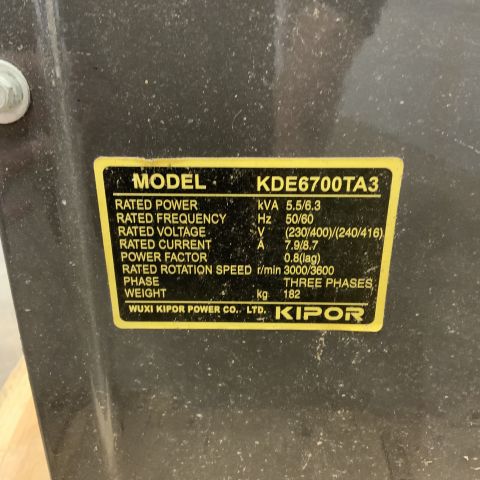 MODEL KDE6700TA3
RATED POWER kVA 5.5/6.3
RATED FREQUENCY Hz 50/60
RATED VOLTAGE V (230/400)/(240/416)
RATED CURRENT A 7.9/8.7
POWER FACTOR 0.8(lag)
RATED ROTATION SPEED r/min 3000/3600
PHASE THREE PHASES
WEIGHT kg 182
WUXI KIPOR POWER CO. LTD. KIPOR